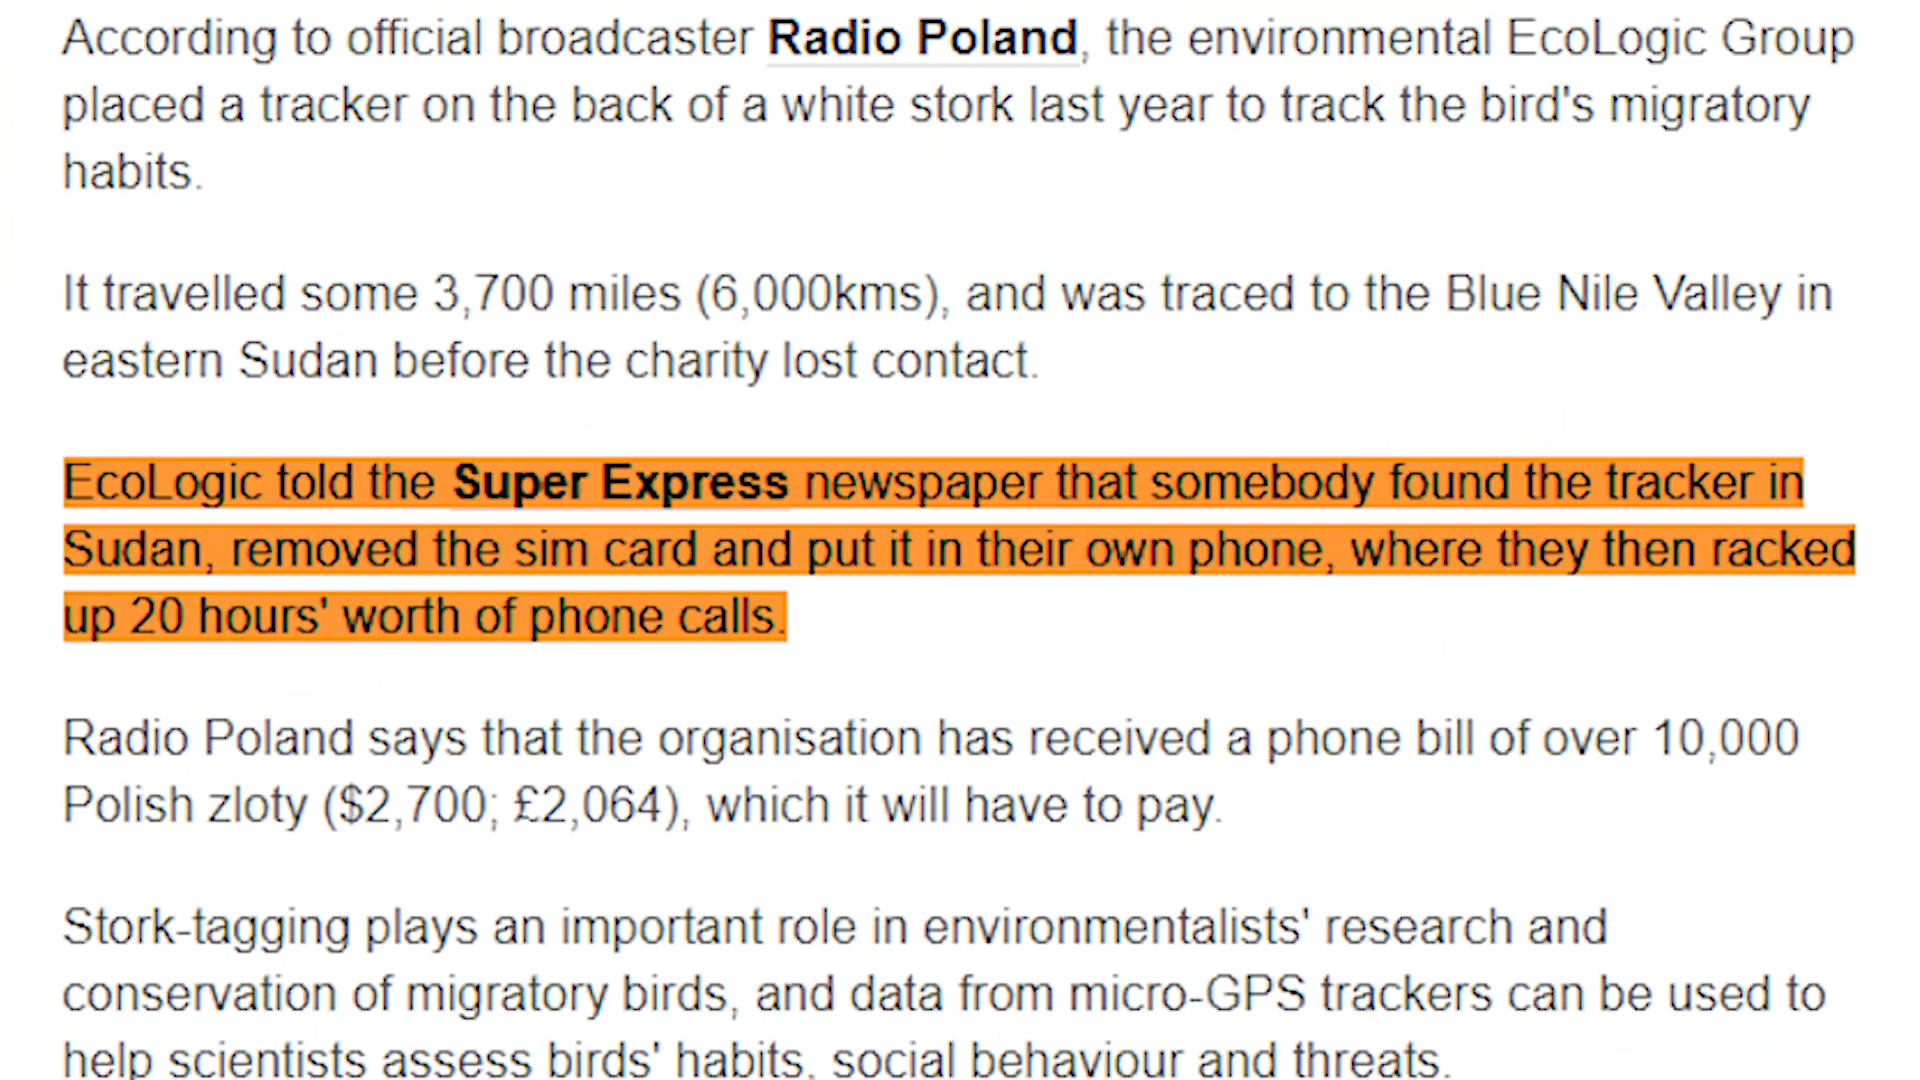 According to official broadcaster Radio Poland, the environmental EcoLogic Group
placed a tracker on the back of a white stork last year to track the bird's migratory
habits.
It travelled some 3,700 miles (6,000kms), and was traced to the Blue Nile Valley in
eastern Sudan before the charity lost contact.
EcoLogic told the Super Express newspaper that somebody found the tracker in
Sudan, removed the sim card and put it in their own phone, where they then racked
up 20 hours' worth of phone calls.
Radio Poland says that the organisation has received a phone bill of over 10,000
Polish zloty ($2,700; £2,064), which it will have to pay.
Stork-tagging plays an important role in environmentalists' research and
conservation of migratory birds, and data from micro-GPS trackers can be used to
help scientists assess birds' habits, social behaviour and threats.